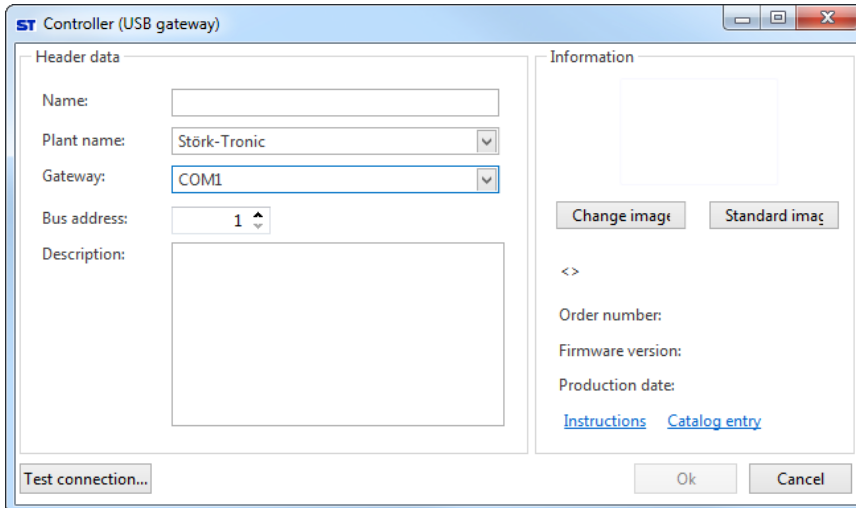 ST Controller (USB gateway)
Header data
Name:
Plant name: Störk-Tronic
Gateway: COM1
Bus address: 1
Description:
Information
Change image Standard imag
<>
Order number:
Firmware version:
Production date:
Instructions Catalog entry
Test connection... Ok Cancel